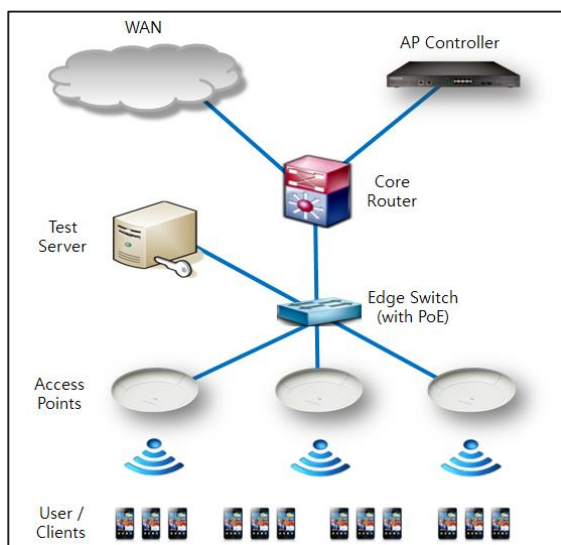 WAN
AP Controller
Core
Router
Test
Server
Edge Switch
(with PoE)
Access
Points
User /
Clients